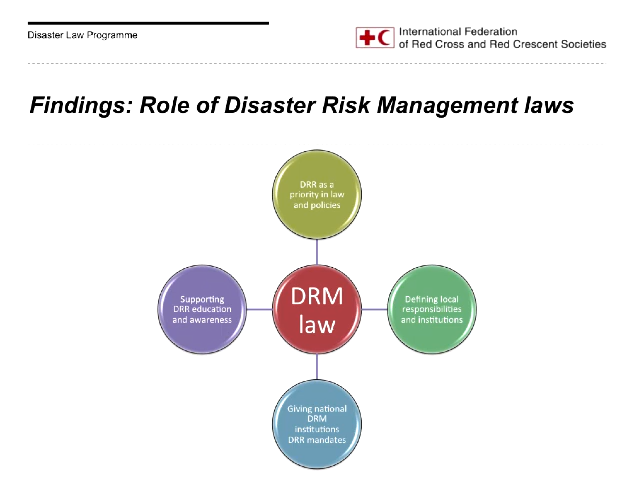 Disaster Law Programme
International Federation
of Red Cross and Red Crescent Societies
Findings: Role of Disaster Risk Management laws
DRR as a
priority in law
and policies
Supporting
DRR education
and awareness
DRM
law
Defining local
responsibilities
and institutions
Giving national
DRM
institutions
DRR mandates